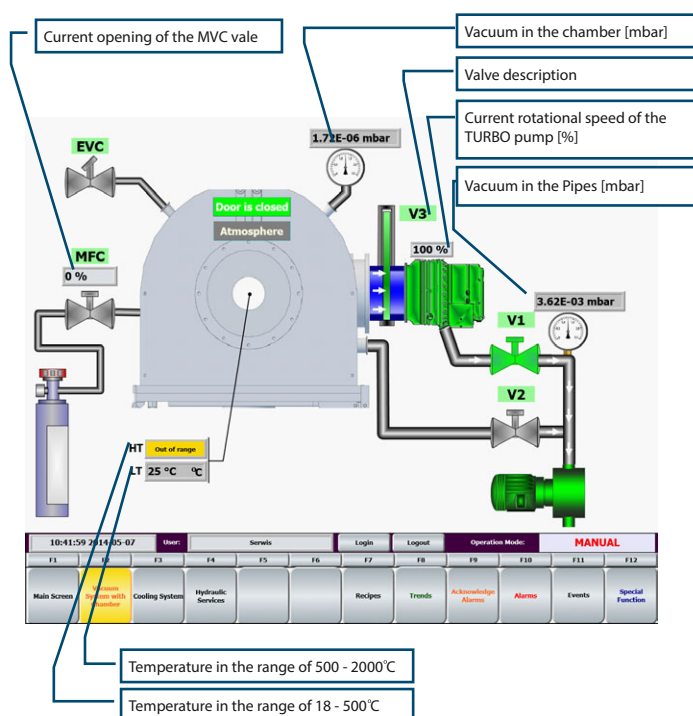 Current opening of the MVC vale
Vacuum in the chamber [mbar]
Valve description
Current rotational speed of the
TURBO pump [%]
Vacuum in the Pipes [mbar]
1.72E-06 mbar
EVC
Door is closed
Atmosphere
V3
100 %
MFC
0 %
3.62E-03 mbar
V1
V2
HT Out of range
LT 25 °C °C
10:41:59 2014-05-07 User: Serwis Login Logout Operation Mode: MANUAL
F1 F2 F3 F4 F5 F6 F7 F8 F9 F10 F11 F12
Main Screen
Vacuum
System with
Chamber
Cooling System
Hydraulic
Services
Recipes
Trends
Acknowledge
Alarms
Alarms
Events
Special
Function
Temperature in the range of 500 - 2000°C
Temperature in the range of 18 - 500°C